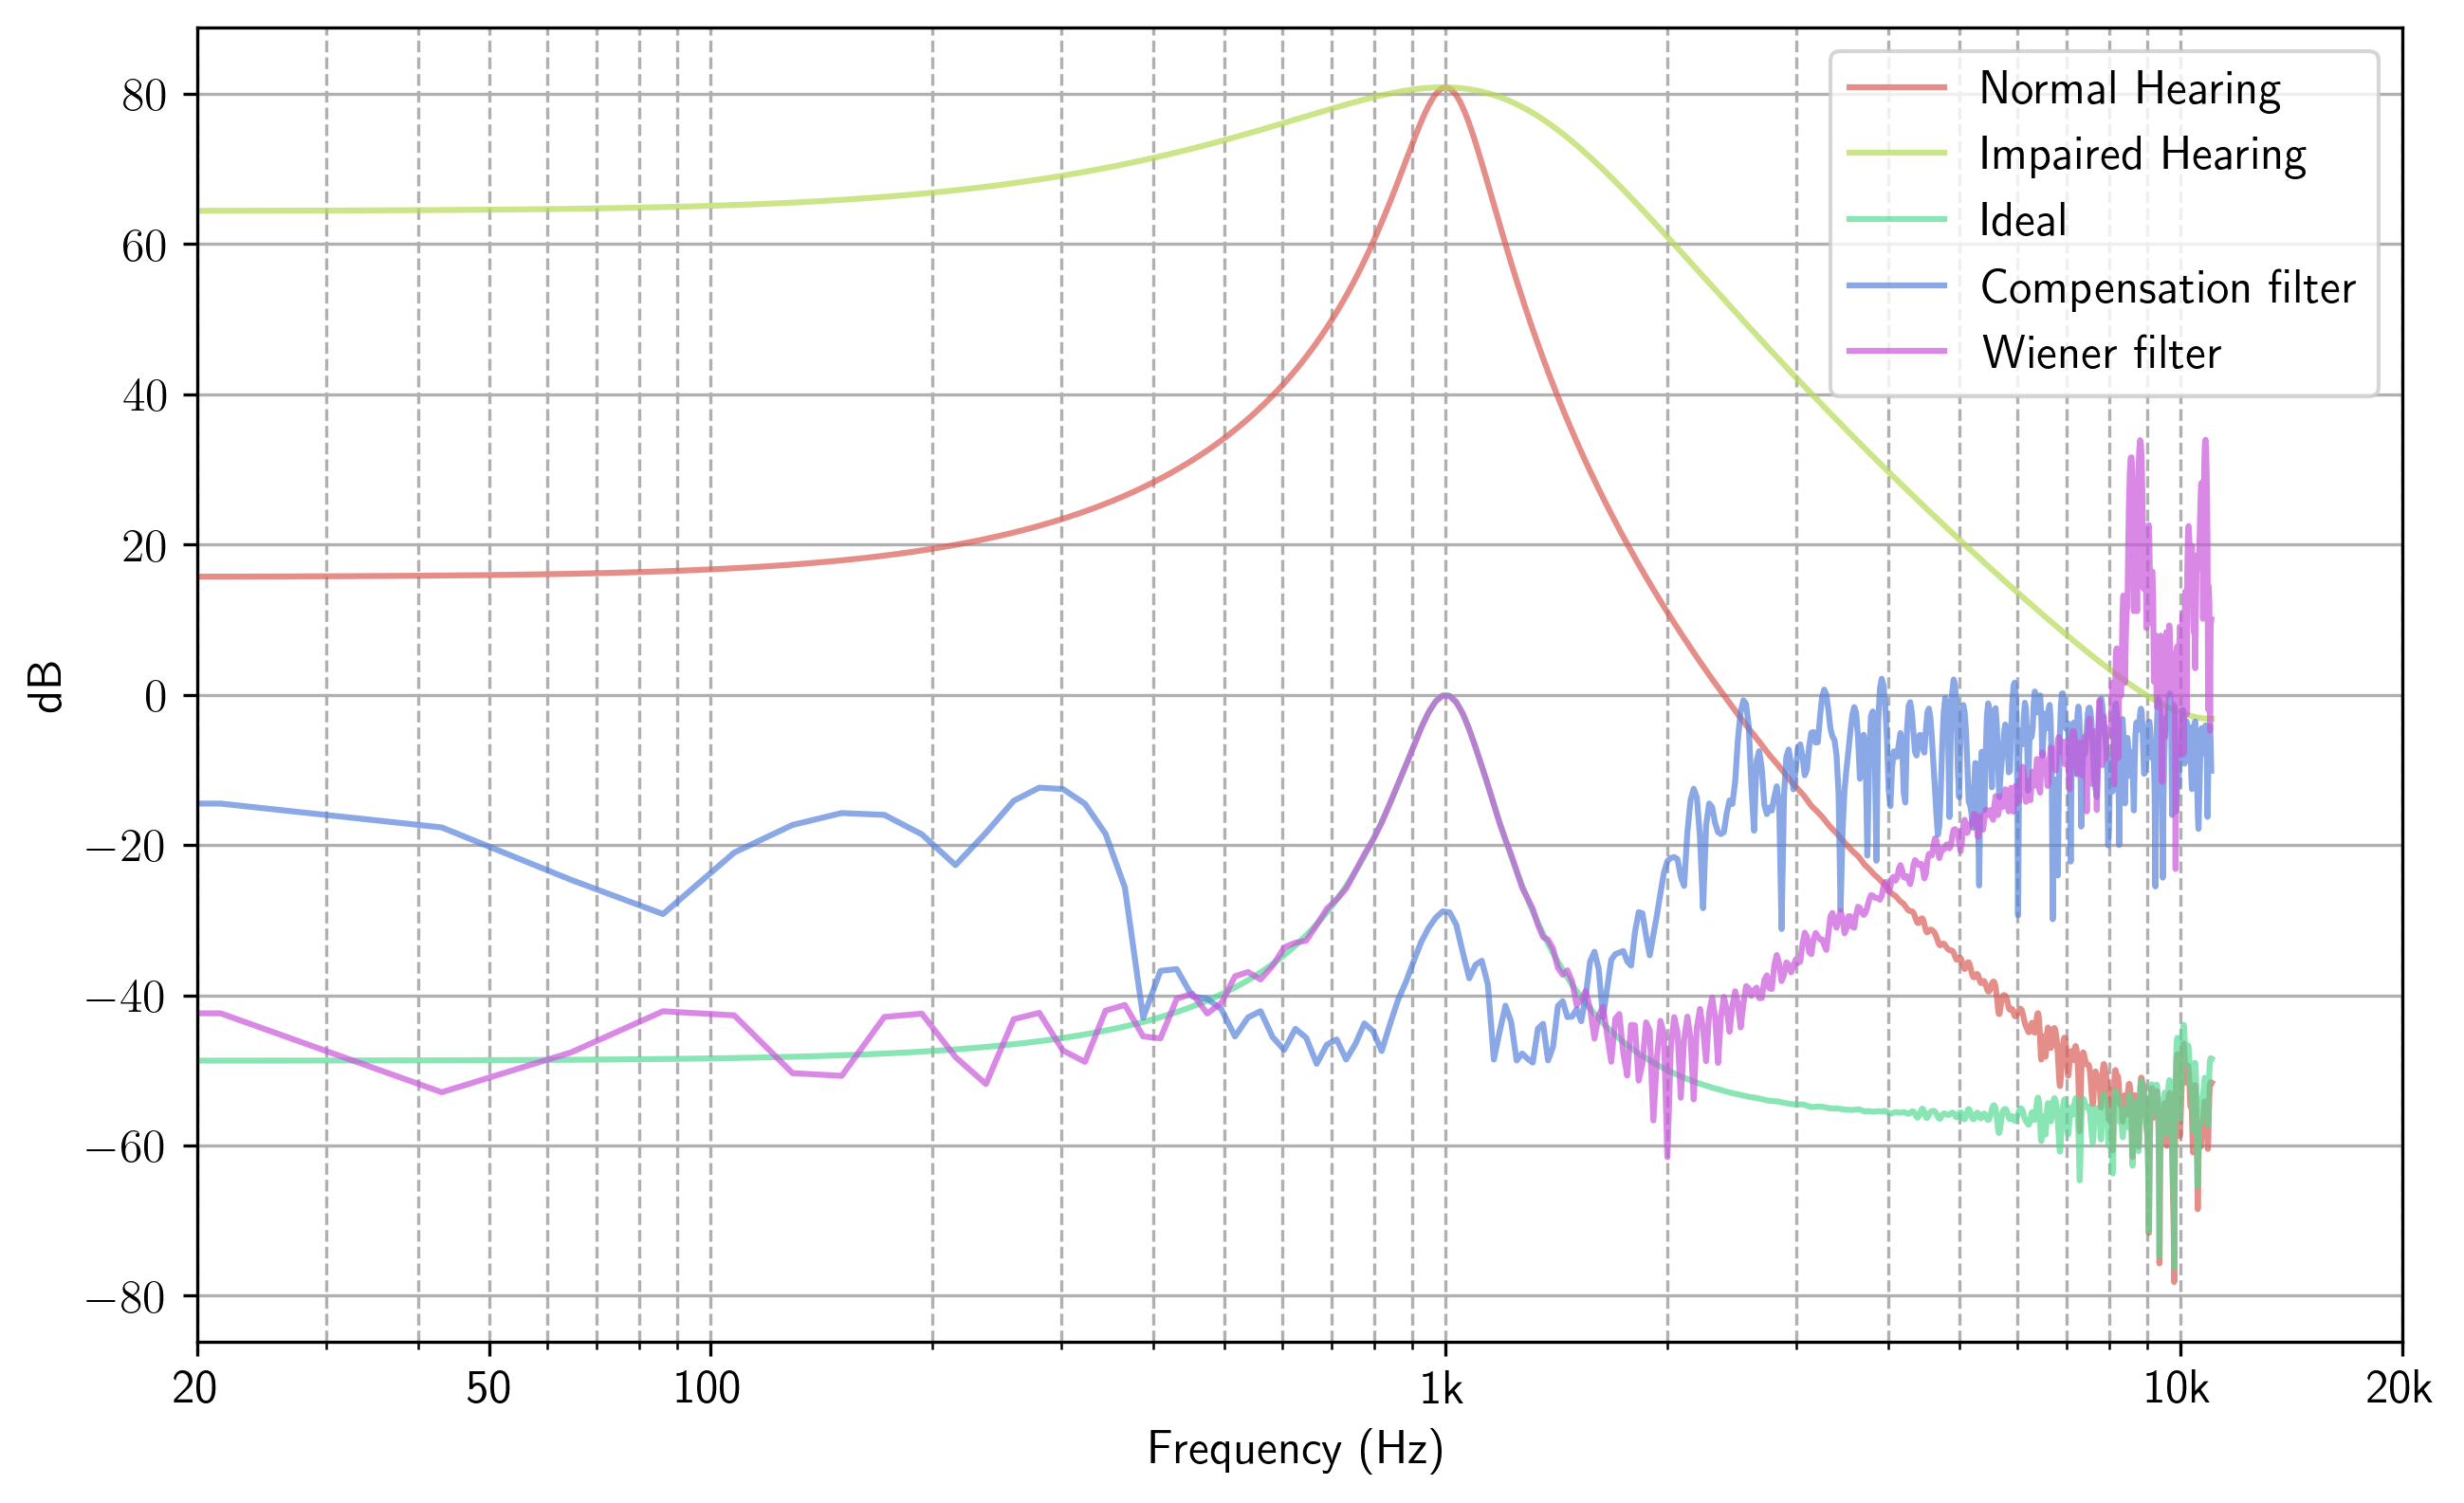 80
60
40
20
0
−20
−40
−60
−80
dB
Normal Hearing
Impaired Hearing
Ideal
Compensation filter
Wiener filter
20 50 100 1k 10k 20k
Frequency (Hz)